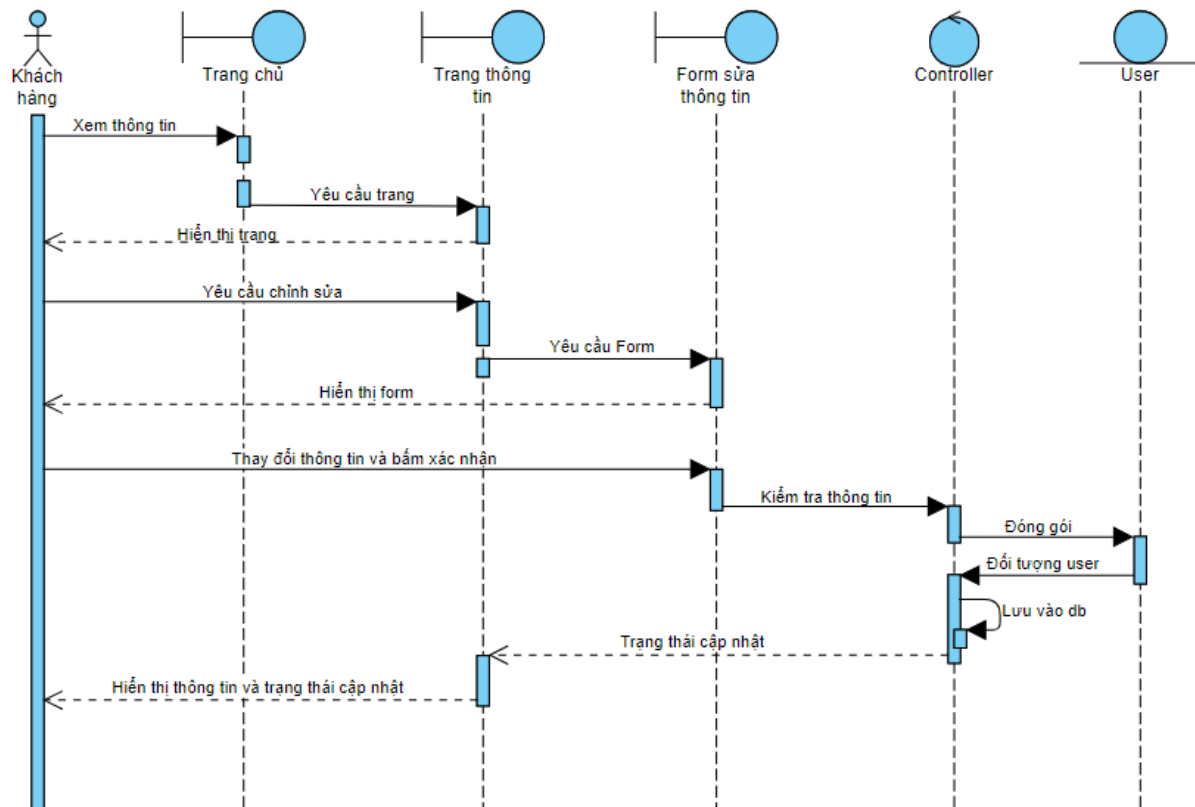 Khách
hàng
Trang chủ
Trang thông
tin
Form sửa
thông tin
Controller
User
Xem thông tin
Yêu cầu trang
Hiển thị trang
Yêu cầu chỉnh sửa
Yêu cầu Form
Hiển thị form
Thay đổi thông tin và bấm xác nhận
Kiểm tra thông tin
Đóng gói
Đối tượng user
Lưu vào db
Trạng thái cập nhật
Hiển thị thông tin và trạng thái cập nhật